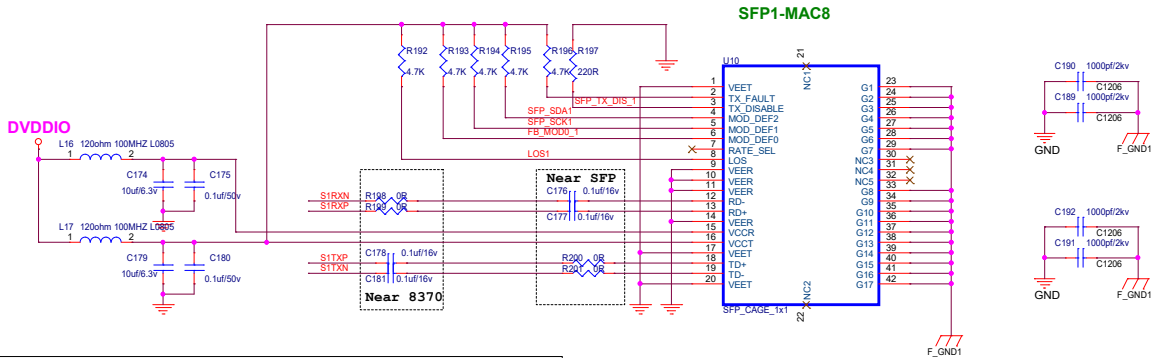 SFP1-MAC8
DVDDIO
L16 120ohm 100MHZ L0805
1 2
C174
10uf/6.3v
C175
0.1uf/50v
L17 120ohm 100MHZ L0805
1 2
C179
10uf/6.3v
C180
0.1uf/50v
R192
4.7K
R193
4.7K
R194
4.7K
R195
4.7K
R196
4.7K
R197
220R
SFP_TX_DIS_1
SFP_SDA1
SFP_SCK1
FB_MOD0_1
LOS1
S1RXN
S1RXP
R198 0R
R199 0R
Near SFP
C176 0.1uf/16v
C177 0.1uf/16v
S1TXP
S1TXN
C178 0.1uf/16v
C181 0.1uf/16v
Near 8370
R200 0R
R201 0R
U10
21
NC1
1 VEET
2 TX_FAULT
3 TX_DISABLE
4 MOD_DEF2
5 MOD_DEF1
6 MOD_DEF0
7 RATE_SEL
8 LOS
9 VEER
10 VEER
11 VEER
12 RD-
13 RD+
14 VEER
15 VCCR
16 VCCT
17 VEET
18 TD+
19 TD-
20 VEET
G1 23
G2 24
G3 25
G4 26
G5 27
G6 28
G7 29
NC3 30
NC4 31
NC5 32
G8 33
G9 34
G10 35
G11 36
G12 37
G13 38
G14 39
G15 40
G16 41
G17 42
NC2
22
SFP_CAGE_1x1
F_GND1
C190 1000pf/2kv
C1206
C189 1000pf/2kv
C1206
GND
F_GND1
C192 1000pf/2kv
C1206
C191 1000pf/2kv
C1206
GND
F_GND1